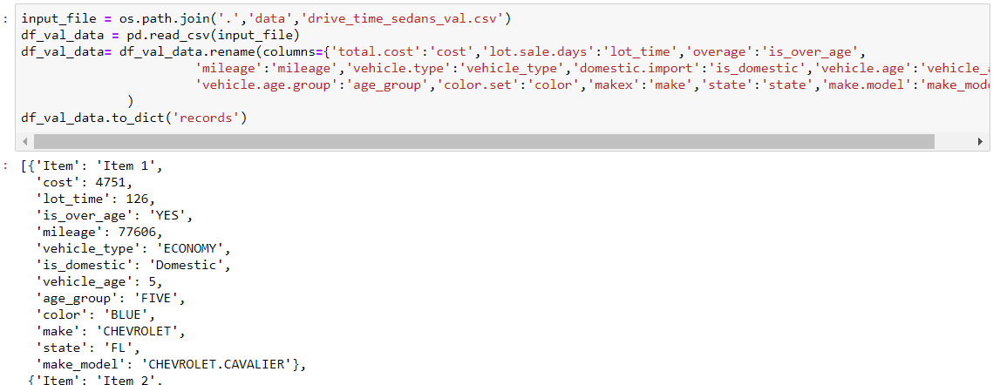 : input_file = os.path.join('.','data','drive_time_sedans_val.csv')
df_val_data = pd.read_csv(input_file)
df_val_data= df_val_data.rename(columns={'total.cost':'cost','lot.sale.days':'lot_time','overage':'is_over_age',
'mileage':'mileage','vehicle.type':'vehicle_type','domestic.import':'is_domestic','vehicle.age':'vehicle_a
'vehicle.age.group':'age_group','color.set':'color','makex':'make','state':'state','make.model':'make_mode
)
df_val_data.to_dict('records')
: [{'Item': 'Item 1',
'cost': 4751,
'lot_time': 126,
'is_over_age': 'YES',
'mileage': 77606,
'vehicle_type': 'ECONOMY',
'is_domestic': 'Domestic',
'vehicle_age': 5,
'age_group': 'FIVE',
'color': 'BLUE',
'make': 'CHEVROLET',
'state': 'FL',
'make_model': 'CHEVROLET.CAVALIER'},
{'Item': 'Item 2',